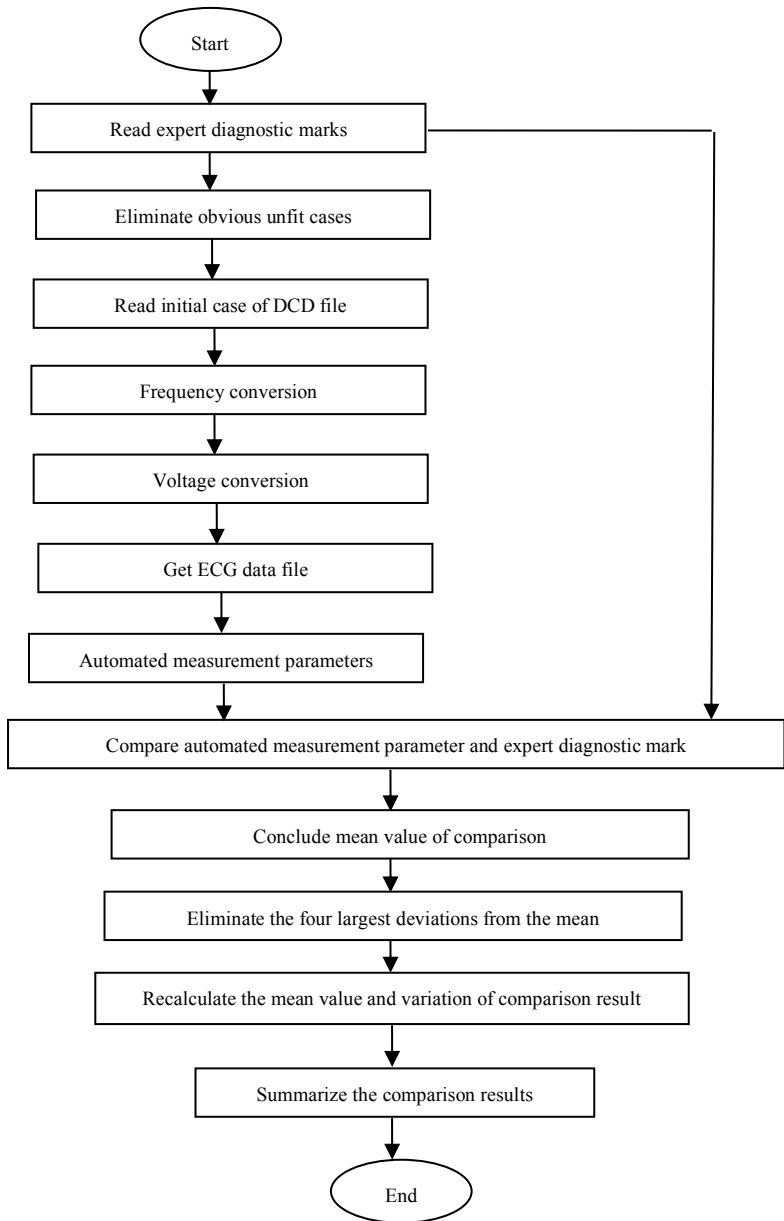 Start
Read expert diagnostic marks
Eliminate obvious unfit cases
Read initial case of DCD file
Frequency conversion
Voltage conversion
Get ECG data file
Automated measurement parameters
Compare automated measurement parameter and expert diagnostic mark
Conclude mean value of comparison
Eliminate the four largest deviations from the mean
Recalculate the mean value and variation of comparison result
Summarize the comparison results
End